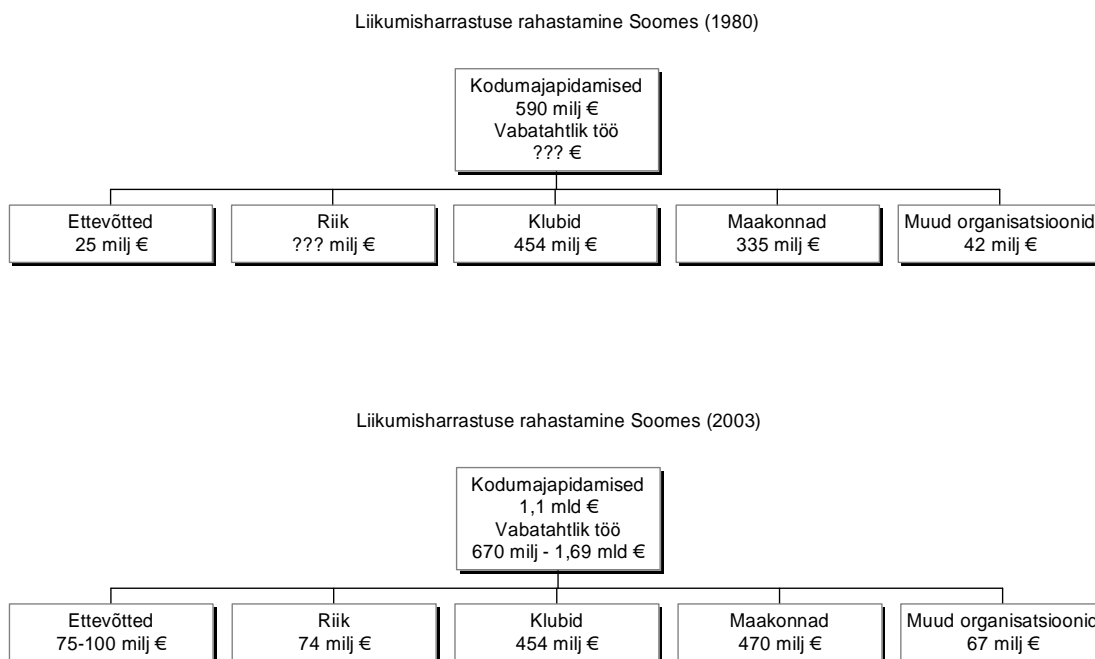 Liikumisharrastuse rahastamine Soomes (1980)
Kodumajapidamised
590 milj €
Vabatahtlik töö
??? €
Ettevõtted
25 milj €
Riik
??? milj €
Klubid
454 milj €
Maakonnad
335 milj €
Muud organisatsioonid
42 milj €
Liikumisharrastuse rahastamine Soomes (2003)
Kodumajapidamised
1,1 mld €
Vabatahtlik töö
670 milj - 1,69 mld €
Ettevõtted
75-100 milj €
Riik
74 milj €
Klubid
454 milj €
Maakonnad
470 milj €
Muud organisatsioonid
67 milj €